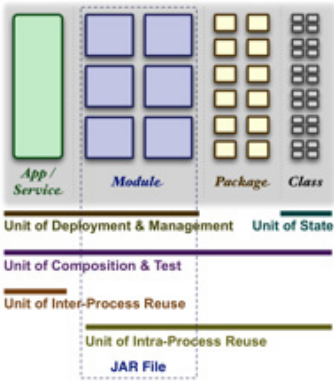 App /
Service
Module
Package
Class
Unit of Deployment & Management
Unit of State
Unit of Composition & Test
Unit of Inter-Process Reuse
Unit of Intra-Process Reuse
JAR File